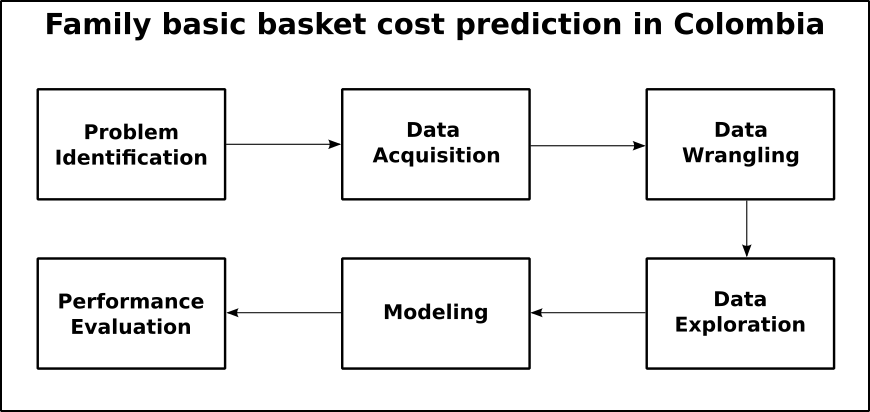 Family basic basket cost prediction in Colombia
Problem
Identification
Data
Acquisition
Data
Wrangling
Data
Exploration
Modeling
Performance
Evaluation